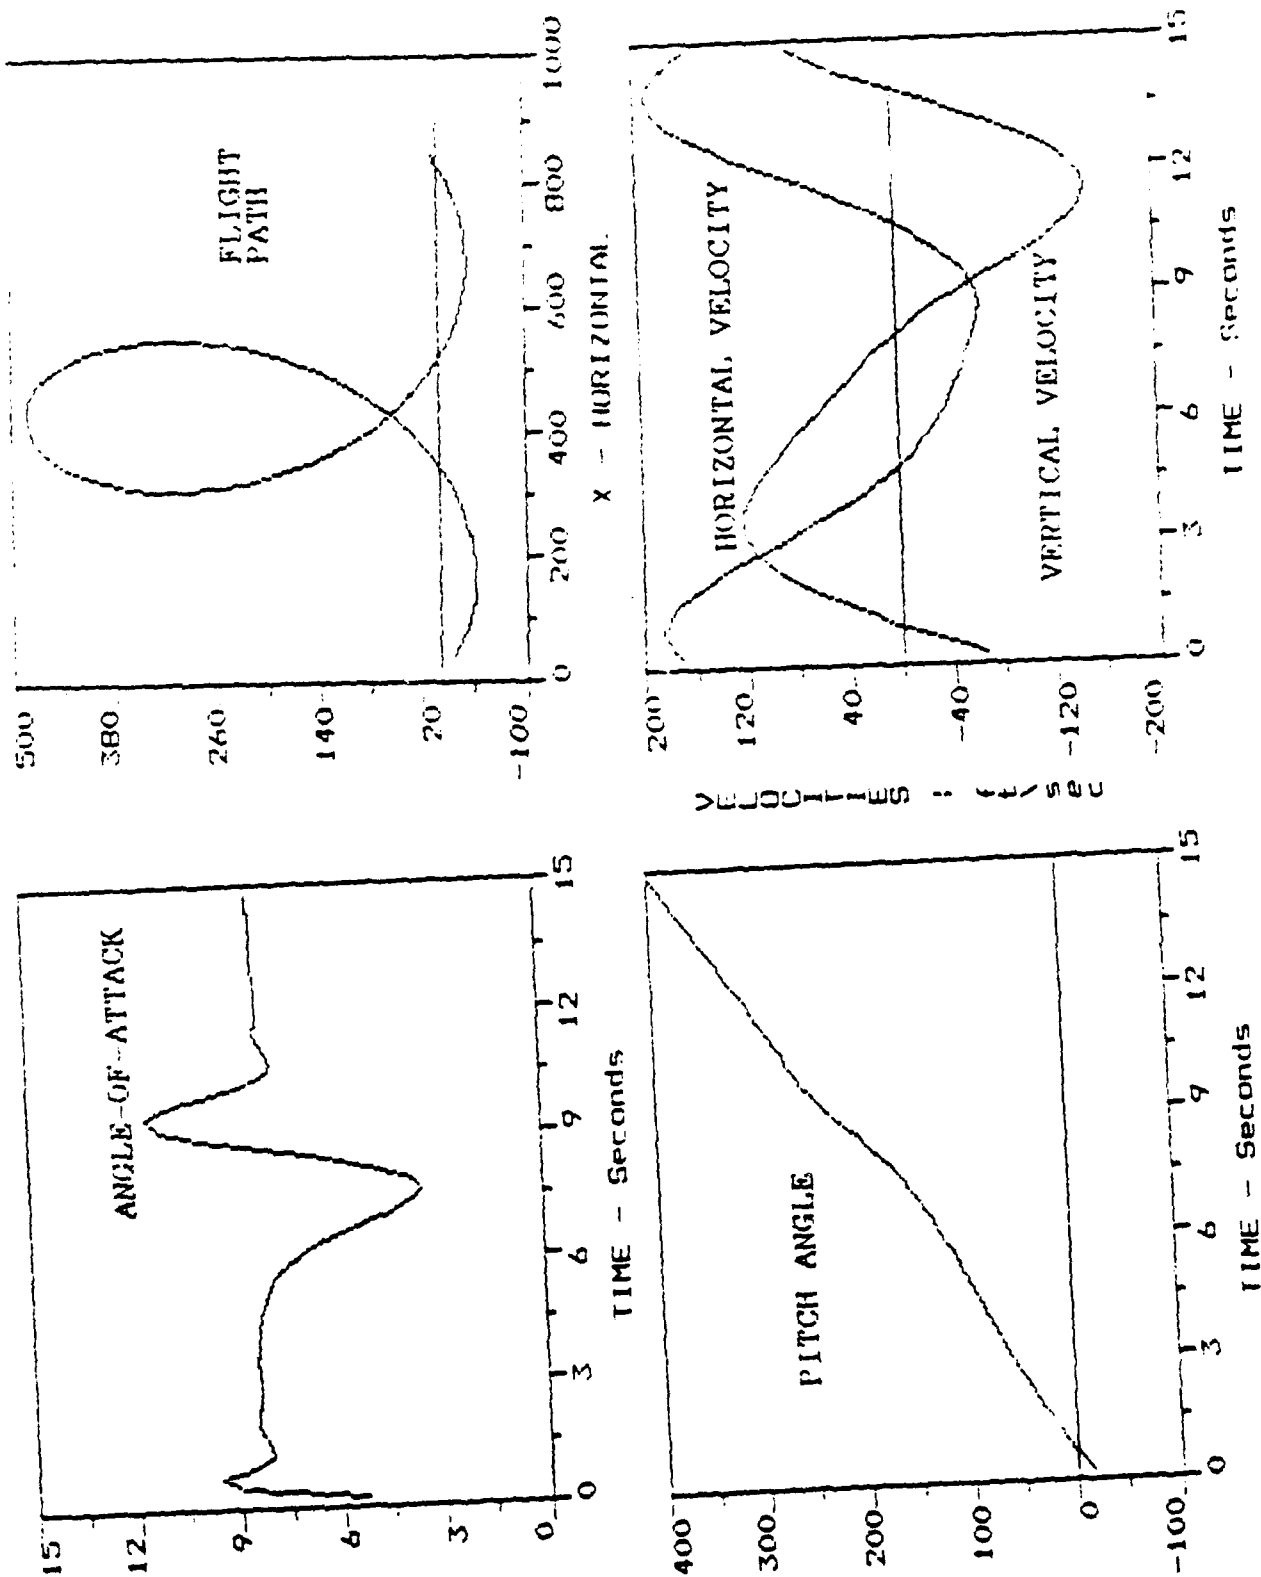 ANGLE-OF-ATTACK
15
12
9
6
3
0
0 3 6 9 12 15
TIME - Seconds
FLIGHT
PATH
500
380
260
140
20
-100
0 200 400 600 800 1000
X - HORIZONTAL
PITCH ANGLE
400
300
200
100
0
-100
0 3 6 9 12 15
TIME - Seconds
VELOCITIES : ft/sec
HORIZONTAL VELOCITY
VERTICAL VELOCITY
200
120
40
-40
-120
-200
0 3 6 9 12 15
TIME - Seconds